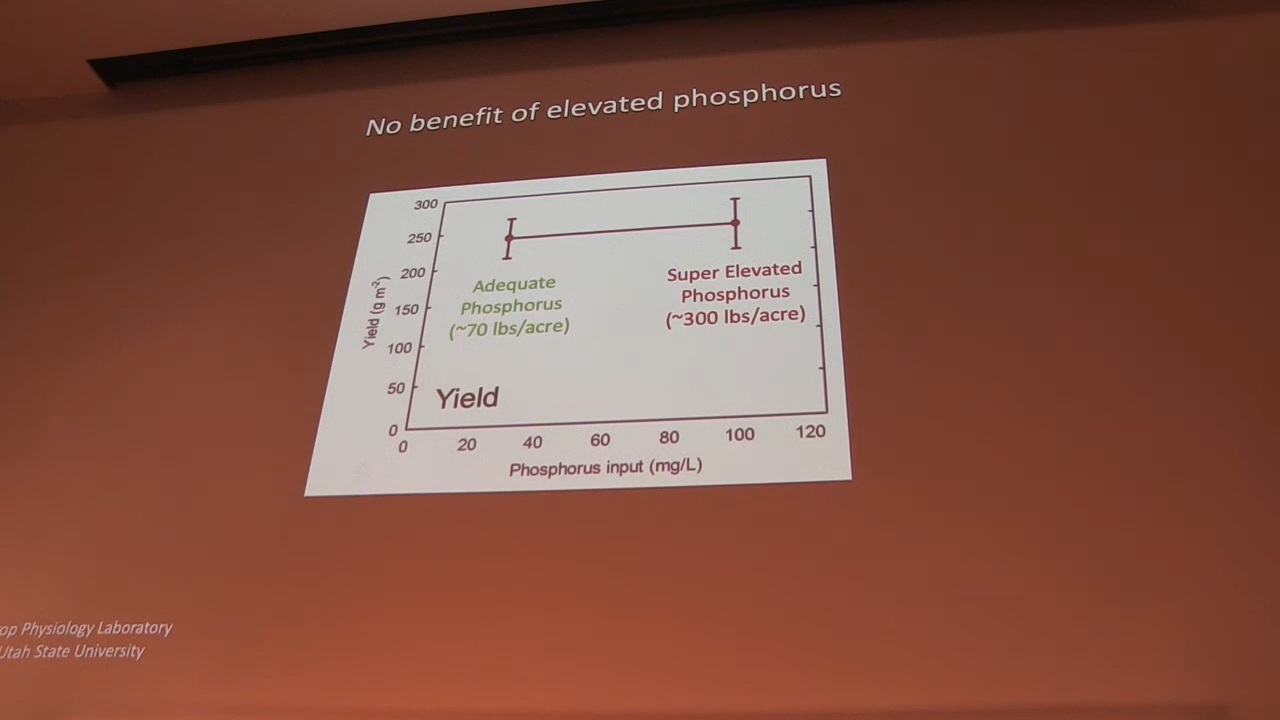 No benefit of elevated phosphorus
300
250
200
150
100
50
0
Yield (g m-2)
Adequate
Phosphorus
(~70 lbs/acre)
Super Elevated
Phosphorus
(~300 lbs/acre)
Yield
0 20 40 60 80 100 120
Phosphorus input (mg/L)
Physiology Laboratory
Utah State University